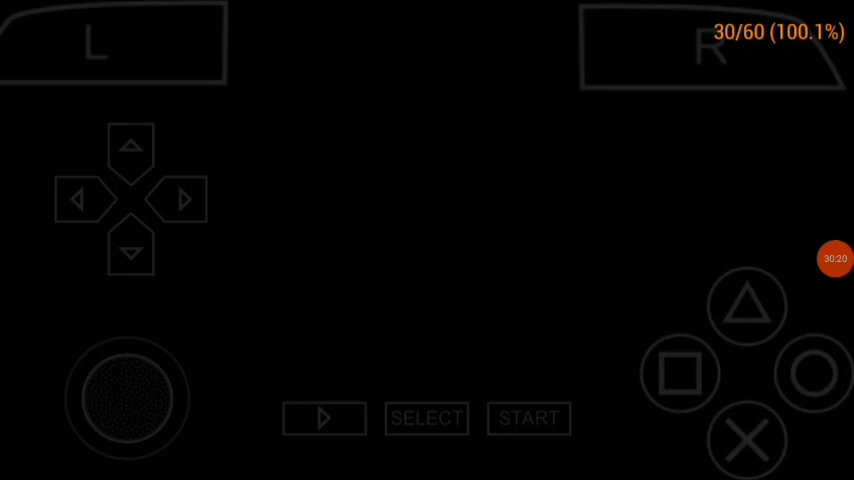 L
R
30/60 (100.1%)
30:20
SELECT
START